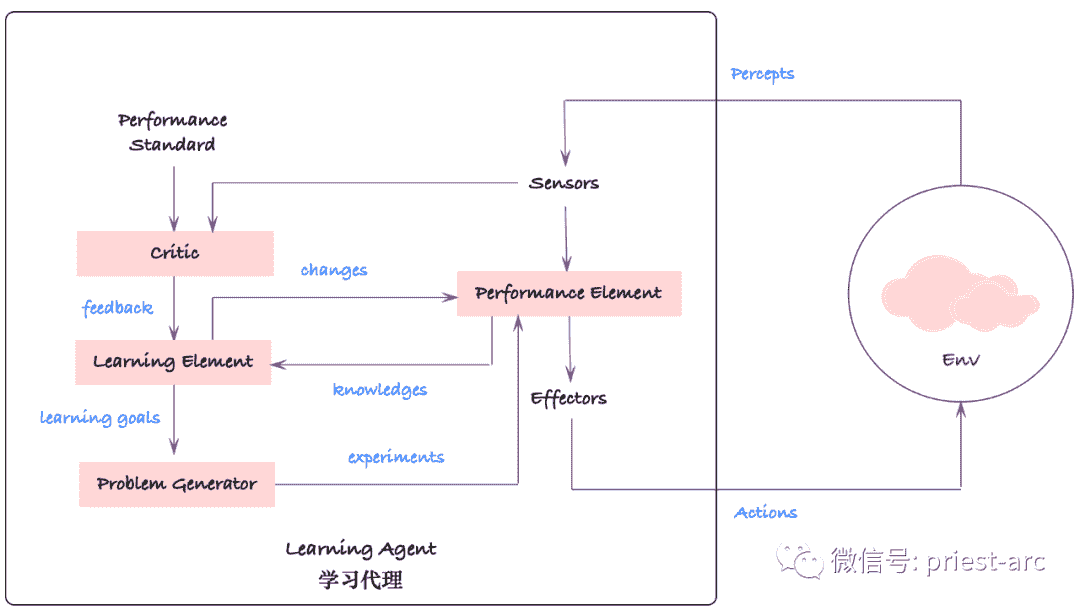 Percepts
Performance
Standard
Sensors
Critic
changes
Performance Element
feedback
Learning Element
knowledges
Env
Effectors
learning goals
experiments
Problem Generator
Actions
Learning Agent
学习代理
微信号: priest-arc